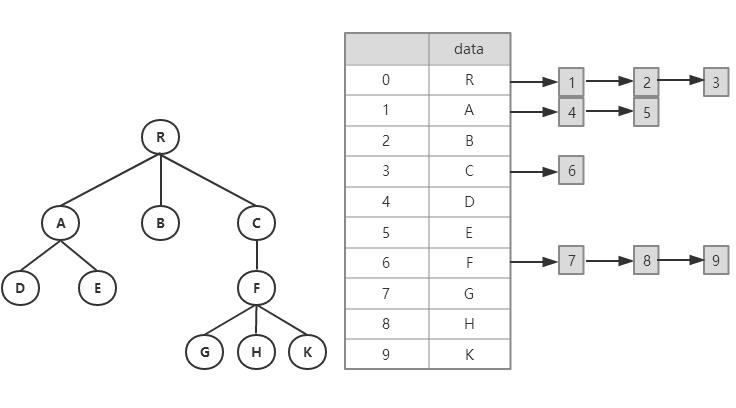 R
A B C
D E F
G H K
data
0 R 1 2 3
1 A 4 5
2 B
3 C 6
4 D
5 E
6 F 7 8 9
7 G
8 H
9 K